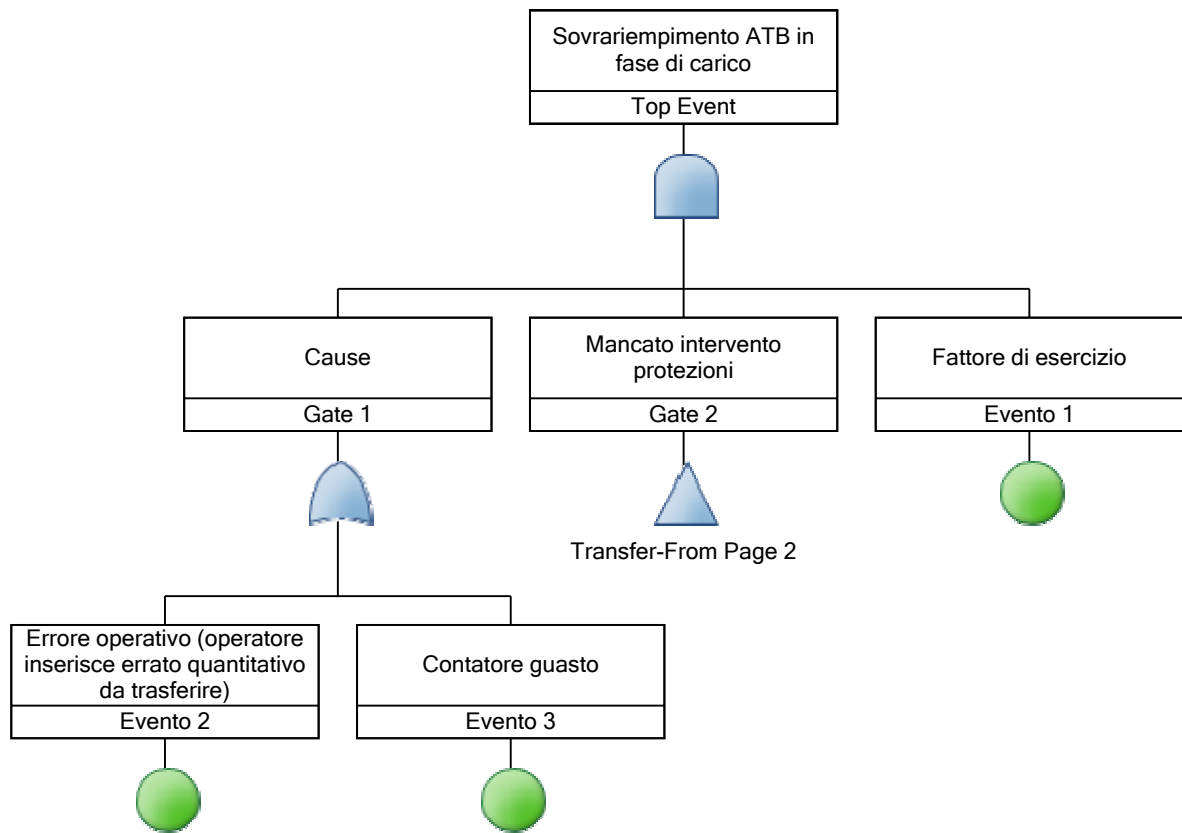 Sovrariempimento ATB in
fase di carico
Top Event
Cause
Gate 1
Mancato intervento
protezioni
Gate 2
Fattore di esercizio
Evento 1
Transfer-From Page 2
Errore operativo (operatore
inserisce errato quantitativo
da trasferire)
Evento 2
Contatore guasto
Evento 3